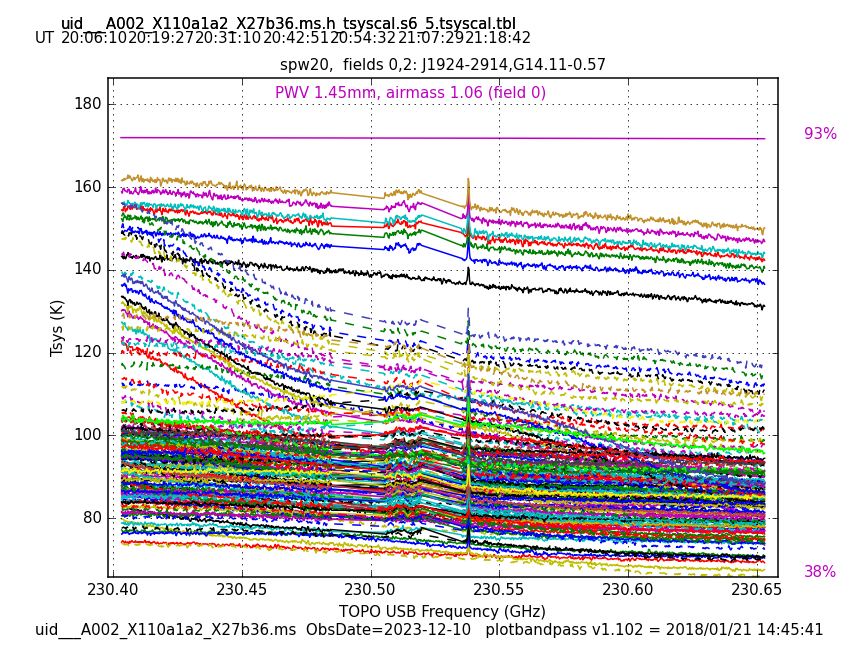 uid___A002_X110a1a2_X27b36.ms.h_tsyscal.s6_5.tsyscal.tbl
UT 20:06:10 20:19:27 20:31:10 20:42:51 20:54:32 21:07:29 21:18:42
spw20, fields 0,2: J1924-2914,G14.11-0.57
PWV 1.45mm, airmass 1.06 (field 0)
180
93%
160
140
Tsys (K)
120
100
80
38%
230.40 230.45 230.50 230.55 230.60 230.65
TOPO USB Frequency (GHz)
uid___A002_X110a1a2_X27b36.ms ObsDate=2023-12-10 plotbandpass v1.102 = 2018/01/21 14:45:41